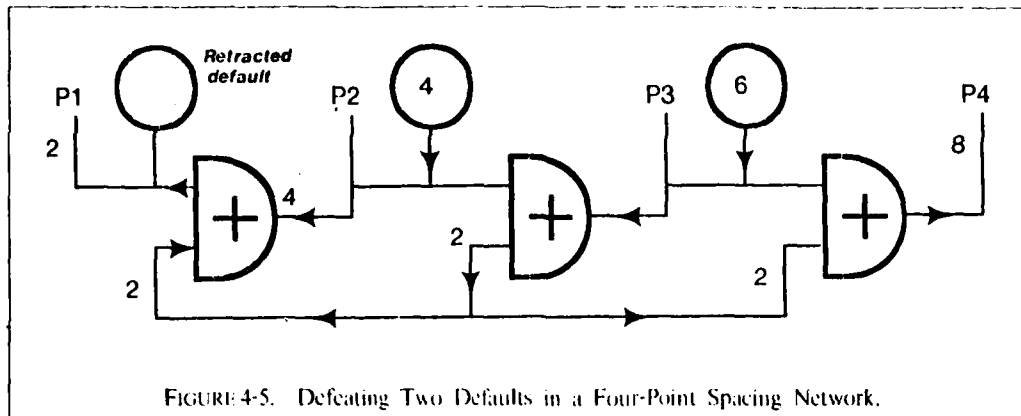 Retracted
default
P1
P2
4
P3
6
P4
2
8
4
+
+
+
2
2
2
FIGURE 4-5. Defeating Two Defaults in a Four-Point Spacing Network.